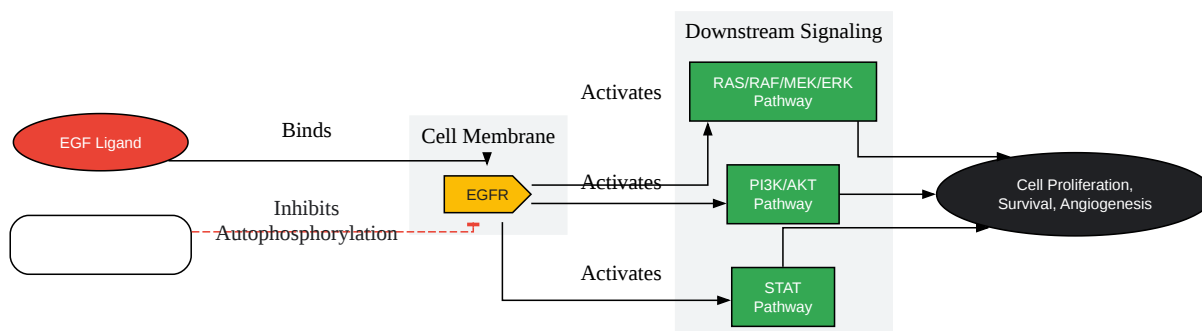 Downstream Signaling
Activates
RAS/RAF/MEK/ERK
Pathway
EGF Ligand
Binds
Cell Membrane
EGFR
Activates
PI3K/AKT
Pathway
Cell Proliferation,
Survival, Angiogenesis
Inhibits
Autophosphorylation
Activates
STAT
Pathway